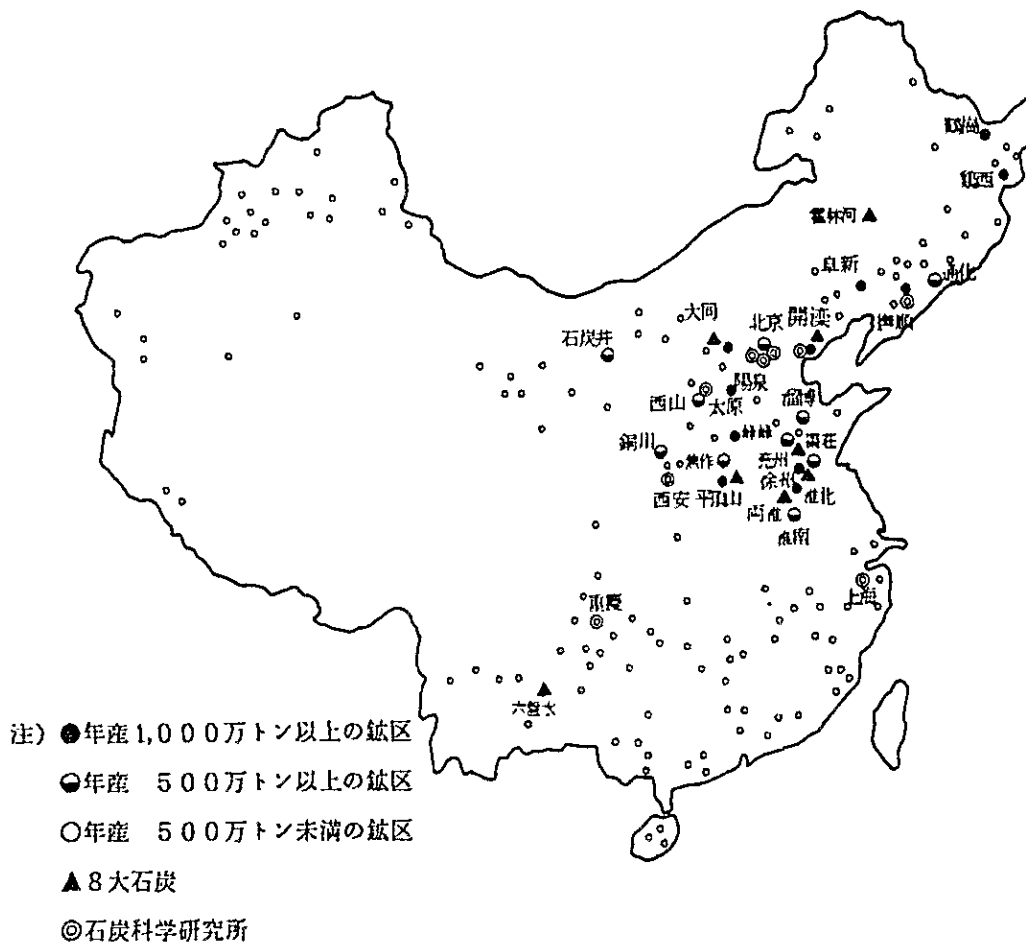 鶴崗
鶏西
霍林河
阜新
通化
撫順
大同
北京
開滦
石炭井
陽泉
西山
太原
淄博
峰峰
銅川
棗荘
焦作
兗州
徐州
西安
平頂山
淮北
両淮
淮南
上海
重慶
六盤水
注) ●年産1,000万トン以上の鉱区
◒年産 500万トン以上の鉱区
○年産 500万トン未満の鉱区
▲8大石炭
◎石炭科学研究所